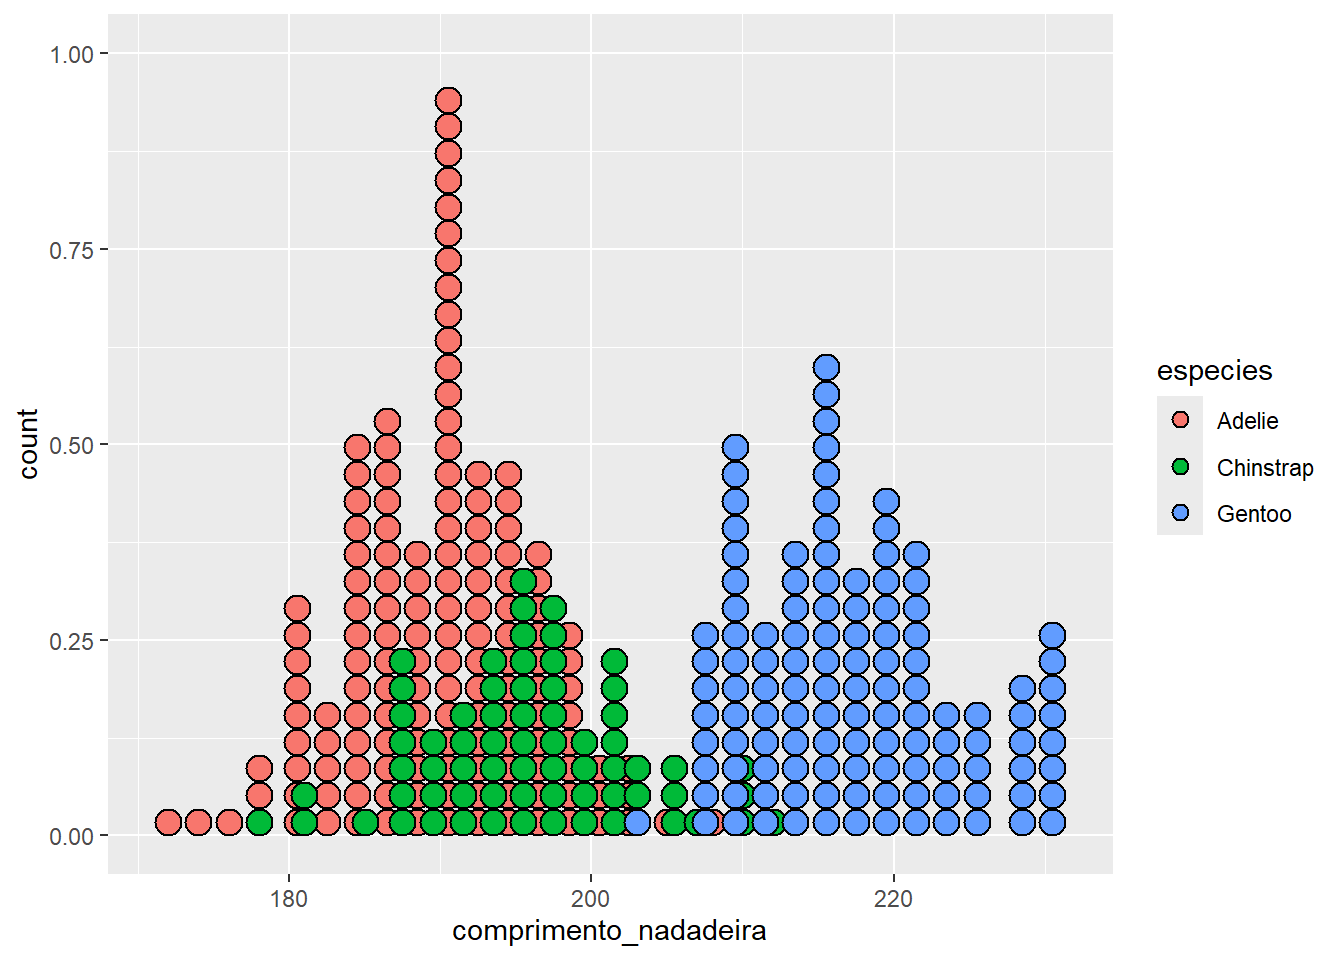 1.00
0.75
0.50
0.25
0.00
count
180
200
220
comprimento_nadadeira
especies
Adelie
Chinstrap
Gentoo